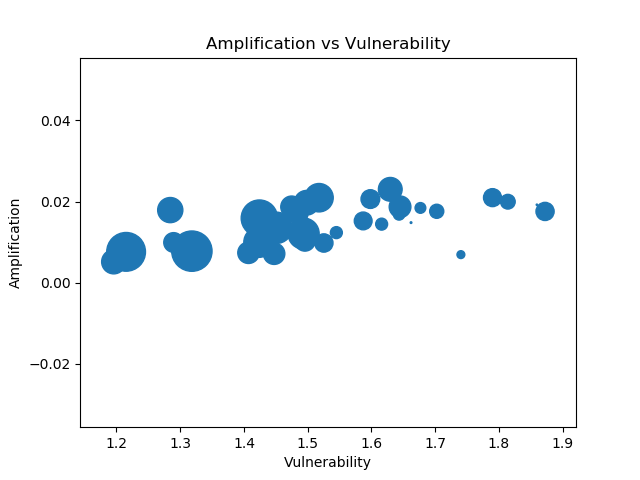 Amplification vs Vulnerability
0.04
0.02
0.00
−0.02
Amplification
1.2 1.3 1.4 1.5 1.6 1.7 1.8 1.9
Vulnerability